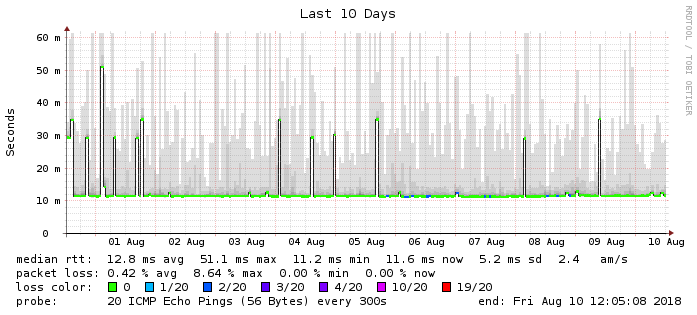 Last 10 Days
RRDTOOL / TOBI OETIKER
Seconds
60 m
50 m
40 m
30 m
20 m
10 m
0
01 Aug 02 Aug 03 Aug 04 Aug 05 Aug 06 Aug 07 Aug 08 Aug 09 Aug 10 Aug
median rtt: 12.8 ms avg 51.1 ms max 11.2 ms min 11.6 ms now 5.2 ms sd 2.4 am/s
packet loss: 0.42 % avg 8.64 % max 0.00 % min 0.00 % now
loss color: 0 1/20 2/20 3/20 4/20 10/20 19/20
probe: 20 ICMP Echo Pings (56 Bytes) every 300s end: Fri Aug 10 12:05:08 2018